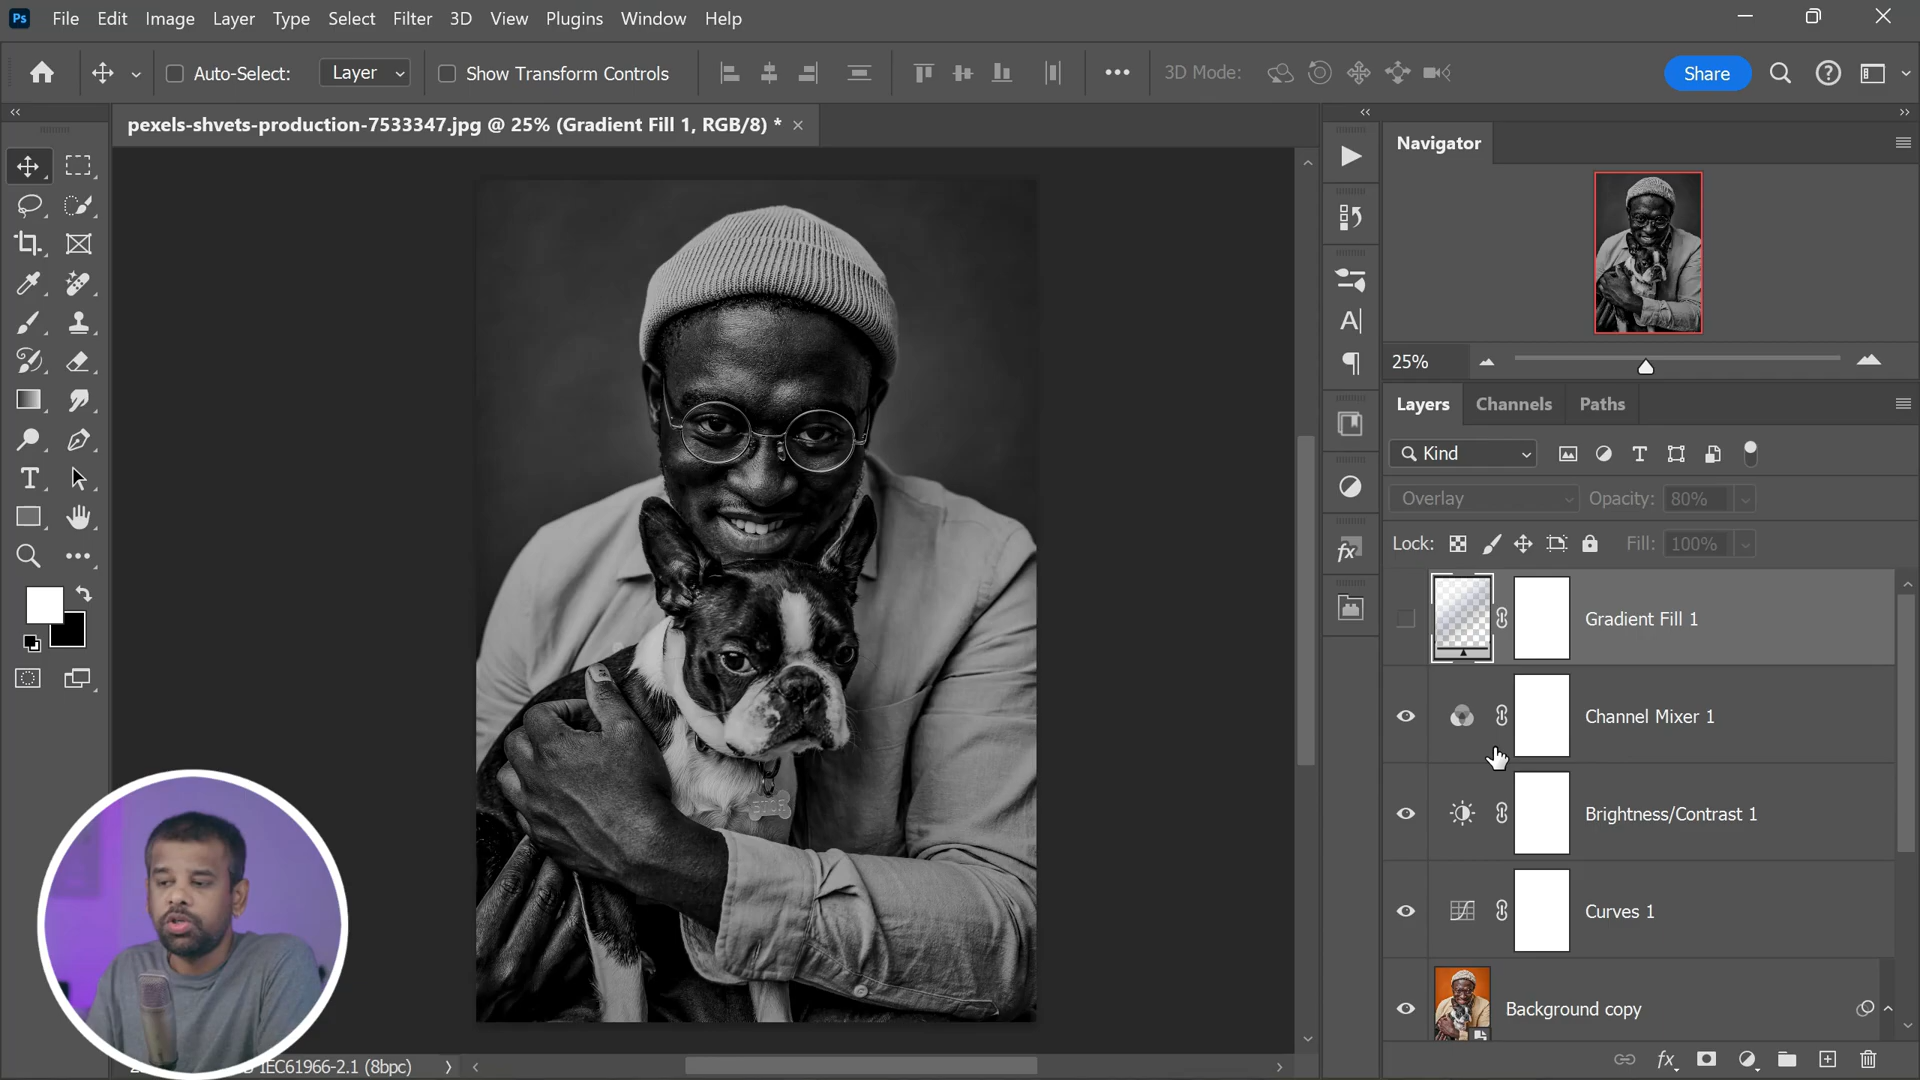 Ps File Edit Image Layer Type Select Filter 3D View Plugins Window Help
Auto-Select: Layer Show Transform Controls 3D Mode: Share
pexels-shvets-production-7533347.jpg @ 25% (Gradient Fill 1, RGB/8) *
Navigator
25%
Layers Channels Paths
Kind
Overlay Opacity: 80%
Lock: Fill: 100%
Gradient Fill 1
Channel Mixer 1
Brightness/Contrast 1
Curves 1
Background copy
IEC61966-2.1 (8bpc)